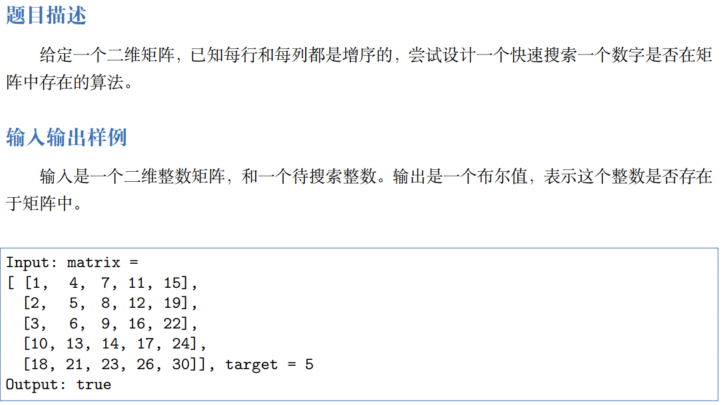 题目描述
给定一个二维矩阵，已知每行和每列都是增序的，尝试设计一个快速搜索一个数字是否在矩
阵中存在的算法。
输入输出样例
输入是一个二维整数矩阵，和一个待搜索整数。输出是一个布尔值，表示这个整数是否存在
于矩阵中。
Input: matrix =
[ [1, 4, 7, 11, 15],
[2, 5, 8, 12, 19],
[3, 6, 9, 16, 22],
[10, 13, 14, 17, 24],
[18, 21, 23, 26, 30]], target = 5
Output: true